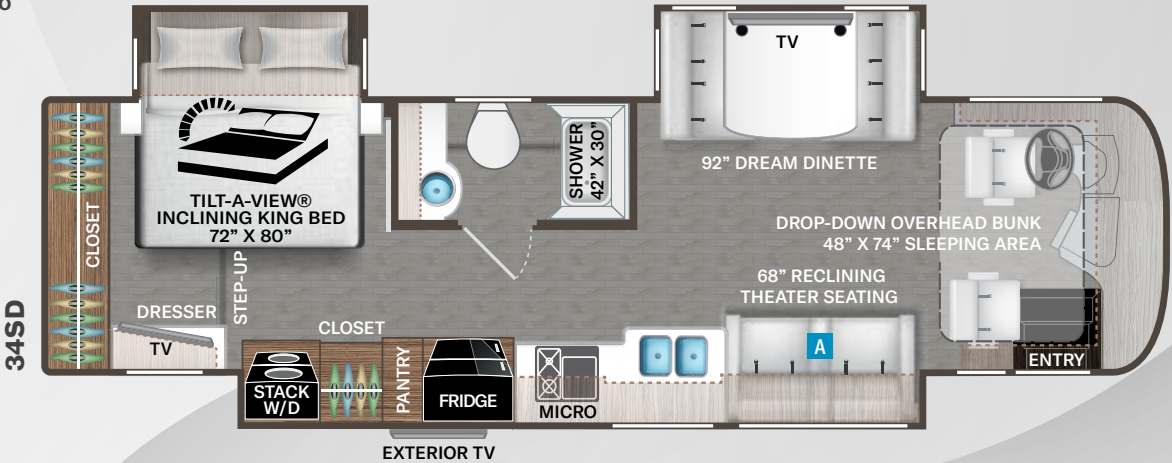 TV
92” DREAM DINETTE
SHOWER
42” X 30”
TILT-A-VIEW®
INCLINING KING BED
72” X 80”
CLOSET
STEP-UP
DROP-DOWN OVERHEAD BUNK
48” X 74” SLEEPING AREA
68” RECLINING
THEATER SEATING
34SD
DRESSER
TV
CLOSET
STACK
W/D
PANTRY
FRIDGE
MICRO
A
ENTRY
EXTERIOR TV